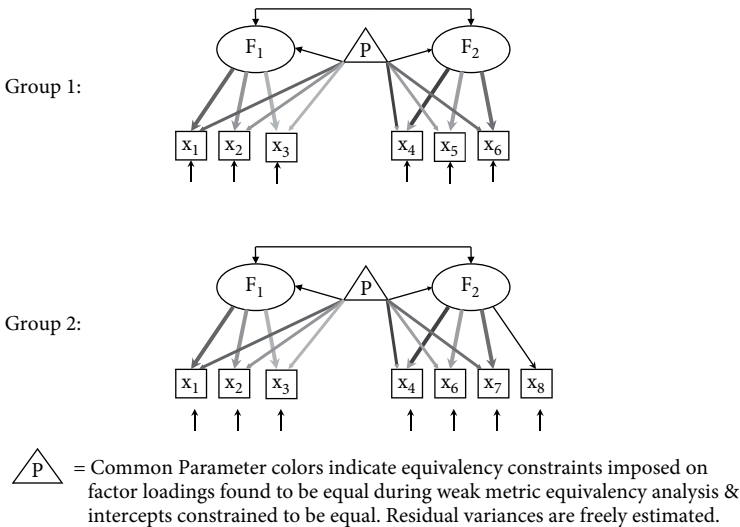 F1
P
F2
Group 1:
x1 x2 x3 x4 x5 x6
F1
P
F2
Group 2:
x1 x2 x3 x4 x6 x7 x8
P = Common Parameter colors indicate equivalency constraints imposed on
factor loadings found to be equal during weak metric equivalency analysis &
intercepts constrained to be equal. Residual variances are freely estimated.